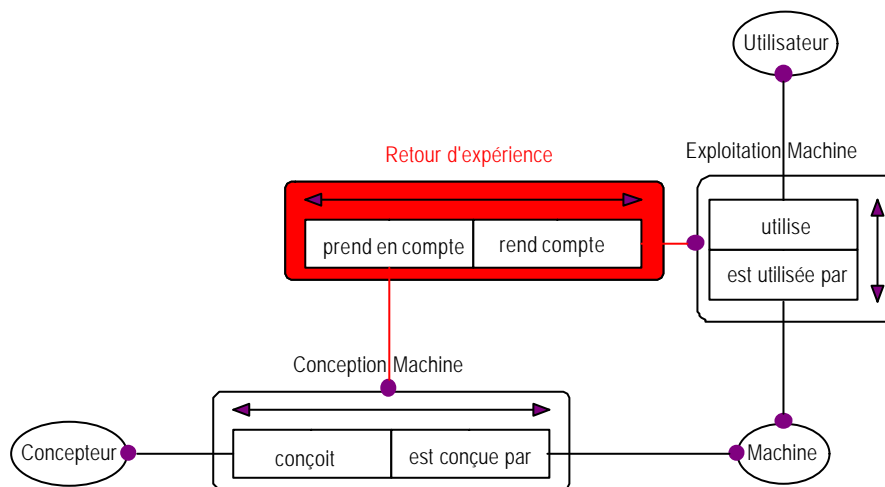 Utilisateur
Retour d'expérience
Exploitation Machine
utilise
prend en compte
rend compte
est utilisée par
Conception Machine
Concepteur
conçoit
est conçue par
Machine